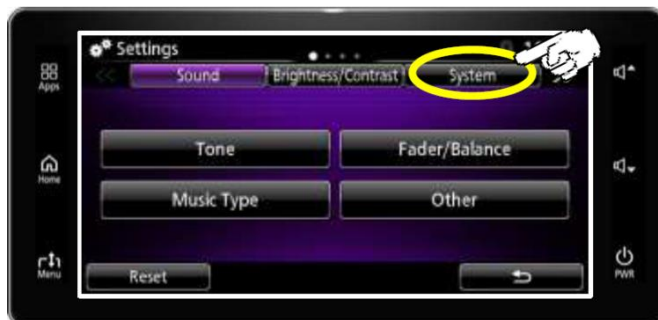 Settings
Sound Brightness/Contrast System
Apps
Tone Fader/Balance
Home
Music Type Other
Menu
Reset
PWR